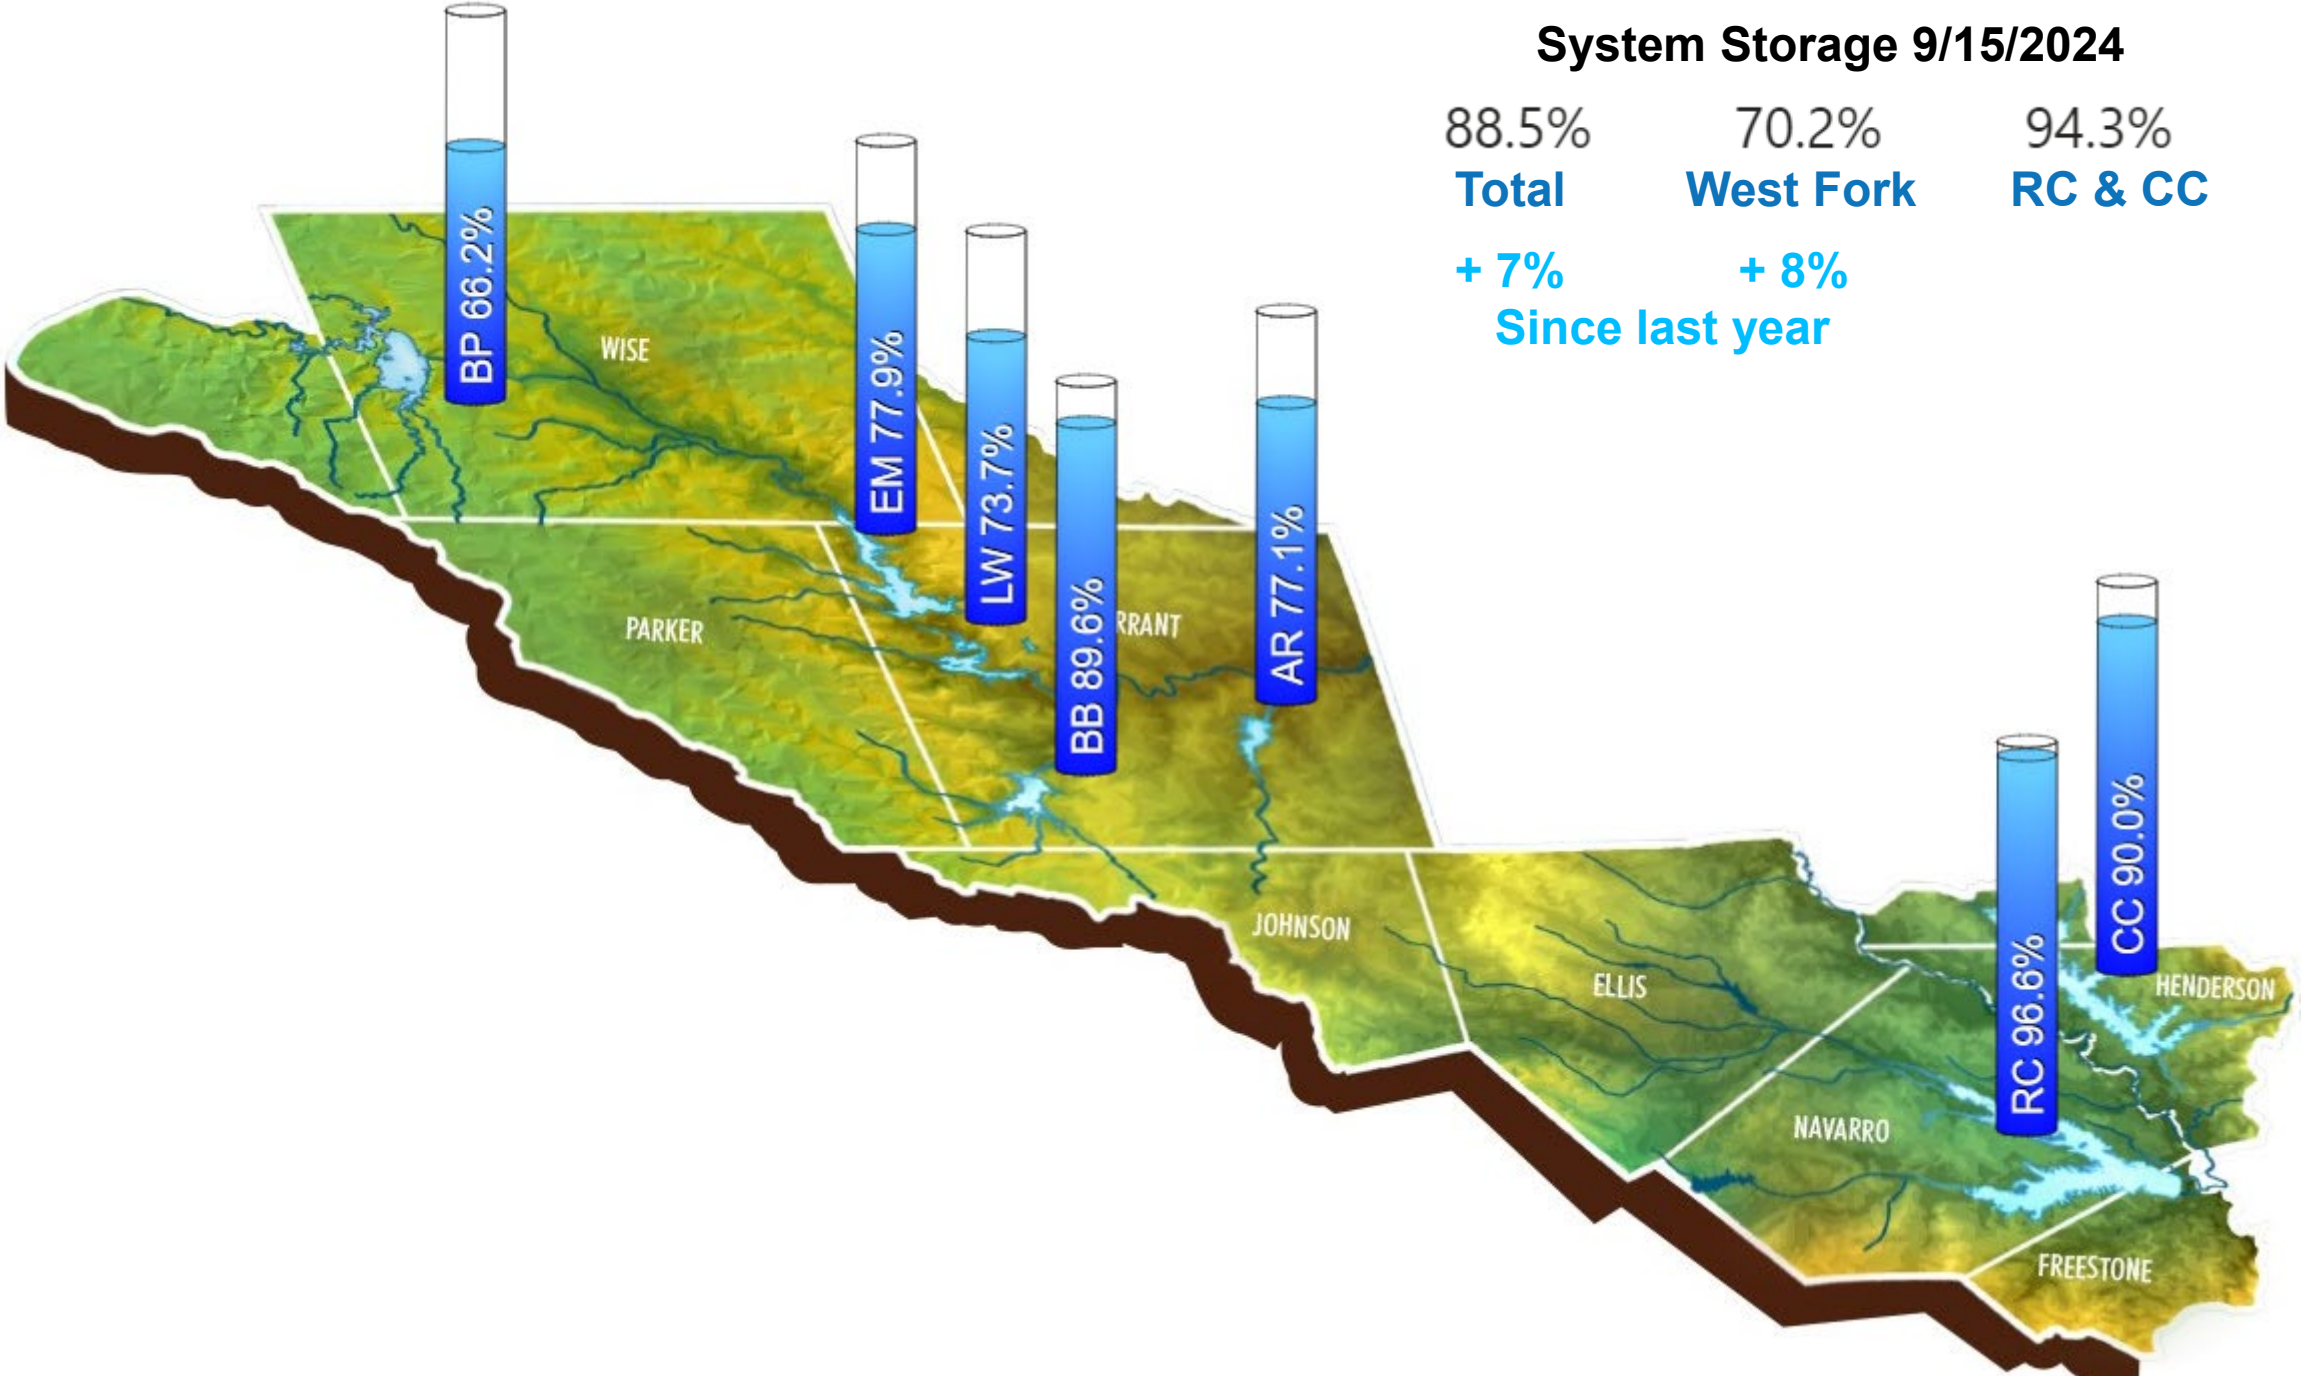 System Storage 9/15/2024
88.5% 70.2% 94.3%
Total West Fork RC & CC
+ 7% + 8%
Since last year
BP 66.2%
EM 77.9%
LW 73.7%
BB 89.6%
AR 77.1%
RC 96.6%
CC 90.0%
WISE
PARKER
RRANT
JOHNSON
ELLIS
NAVARRO
HENDERSON
FREESTONE